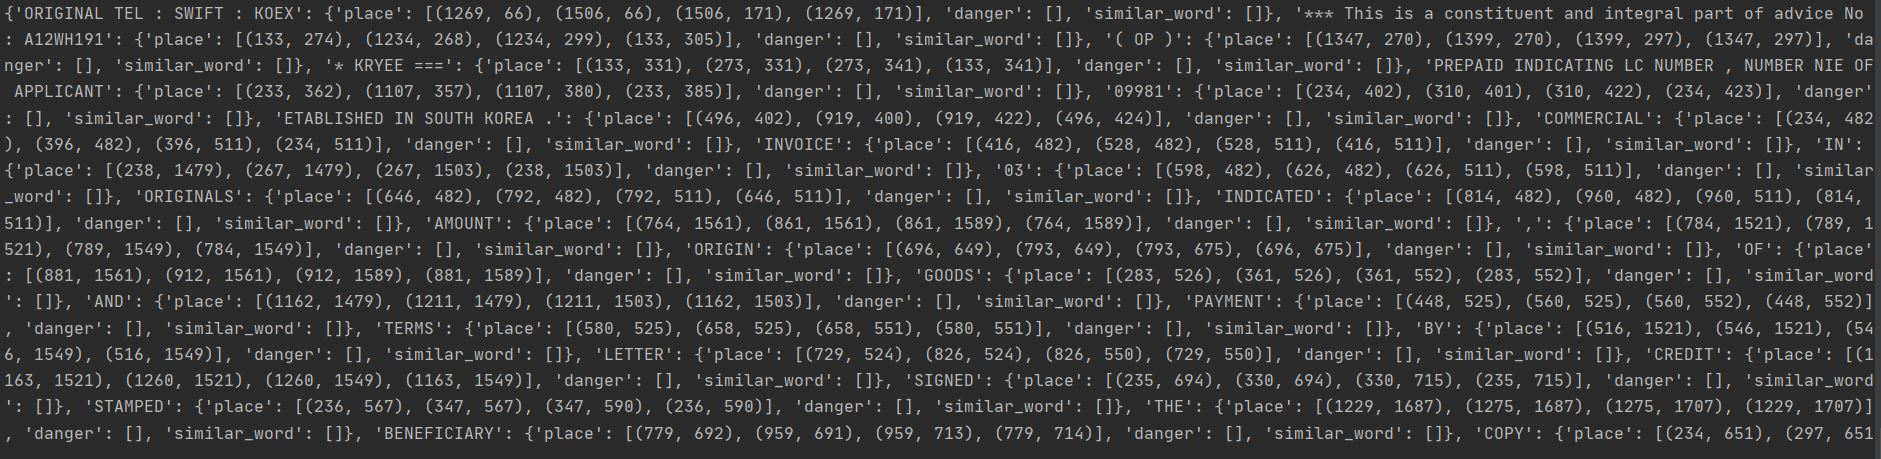 {'ORIGINAL TEL : SWIFT : KOEX': {'place': [(1269, 66), (1506, 66), (1506, 171), (1269, 171)], 'danger': [], 'similar_word': []}, '*** This is a constituent and integral part of advice No
: A12WH191': {'place': [(133, 274), (1234, 268), (1234, 299), (133, 305)], 'danger': [], 'similar_word': []}, '( OP )': {'place': [(1347, 270), (1399, 270), (1399, 297), (1347, 297)], 'da
nger': [], 'similar_word': []}, '* KRYEE ===': {'place': [(133, 331), (273, 331), (273, 341), (133, 341)], 'danger': [], 'similar_word': []}, 'PREPAID INDICATING LC NUMBER , NUMBER NIE OF
 APPLICANT': {'place': [(233, 362), (1107, 357), (1107, 380), (233, 385)], 'danger': [], 'similar_word': []}, '09981': {'place': [(234, 402), (310, 401), (310, 422), (234, 423)], 'danger'
: [], 'similar_word': []}, 'ETABLISHED IN SOUTH KOREA .': {'place': [(496, 402), (919, 400), (919, 422), (496, 424)], 'danger': [], 'similar_word': []}, 'COMMERCIAL': {'place': [(234, 482
), (396, 482), (396, 511), (234, 511)], 'danger': [], 'similar_word': []}, 'INVOICE': {'place': [(416, 482), (528, 482), (528, 511), (416, 511)], 'danger': [], 'similar_word': []}, 'IN':
{'place': [(238, 1479), (267, 1479), (267, 1503), (238, 1503)], 'danger': [], 'similar_word': []}, '03': {'place': [(598, 482), (626, 482), (626, 511), (598, 511)], 'danger': [], 'similar
_word': []}, 'ORIGINALS': {'place': [(646, 482), (792, 482), (792, 511), (646, 511)], 'danger': [], 'similar_word': []}, 'INDICATED': {'place': [(814, 482), (960, 482), (960, 511), (814,
511)], 'danger': [], 'similar_word': []}, 'AMOUNT': {'place': [(764, 1561), (861, 1561), (861, 1589), (764, 1589)], 'danger': [], 'similar_word': []}, ',': {'place': [(784, 1521), (789, 1
521), (789, 1549), (784, 1549)], 'danger': [], 'similar_word': []}, 'ORIGIN': {'place': [(696, 649), (793, 649), (793, 675), (696, 675)], 'danger': [], 'similar_word': []}, 'OF': {'place'
: [(881, 1561), (912, 1561), (912, 1589), (881, 1589)], 'danger': [], 'similar_word': []}, 'GOODS': {'place': [(283, 526), (361, 526), (361, 552), (283, 552)], 'danger': [], 'similar_word
': []}, 'AND': {'place': [(1162, 1479), (1211, 1479), (1211, 1503), (1162, 1503)], 'danger': [], 'similar_word': []}, 'PAYMENT': {'place': [(448, 525), (560, 525), (560, 552), (448, 552)]
, 'danger': [], 'similar_word': []}, 'TERMS': {'place': [(580, 525), (658, 525), (658, 551), (580, 551)], 'danger': [], 'similar_word': []}, 'BY': {'place': [(516, 1521), (546, 1521), (54
6, 1549), (516, 1549)], 'danger': [], 'similar_word': []}, 'LETTER': {'place': [(729, 524), (826, 524), (826, 550), (729, 550)], 'danger': [], 'similar_word': []}, 'CREDIT': {'place': [(1
163, 1521), (1260, 1521), (1260, 1549), (1163, 1549)], 'danger': [], 'similar_word': []}, 'SIGNED': {'place': [(235, 694), (330, 694), (330, 715), (235, 715)], 'danger': [], 'similar_word
': []}, 'STAMPED': {'place': [(236, 567), (347, 567), (347, 590), (236, 590)], 'danger': [], 'similar_word': []}, 'THE': {'place': [(1229, 1687), (1275, 1687), (1275, 1707), (1229, 1707)]
, 'danger': [], 'similar_word': []}, 'BENEFICIARY': {'place': [(779, 692), (959, 691), (959, 713), (779, 714)], 'danger': [], 'similar_word': []}, 'COPY': {'place': [(234, 651), (297, 651